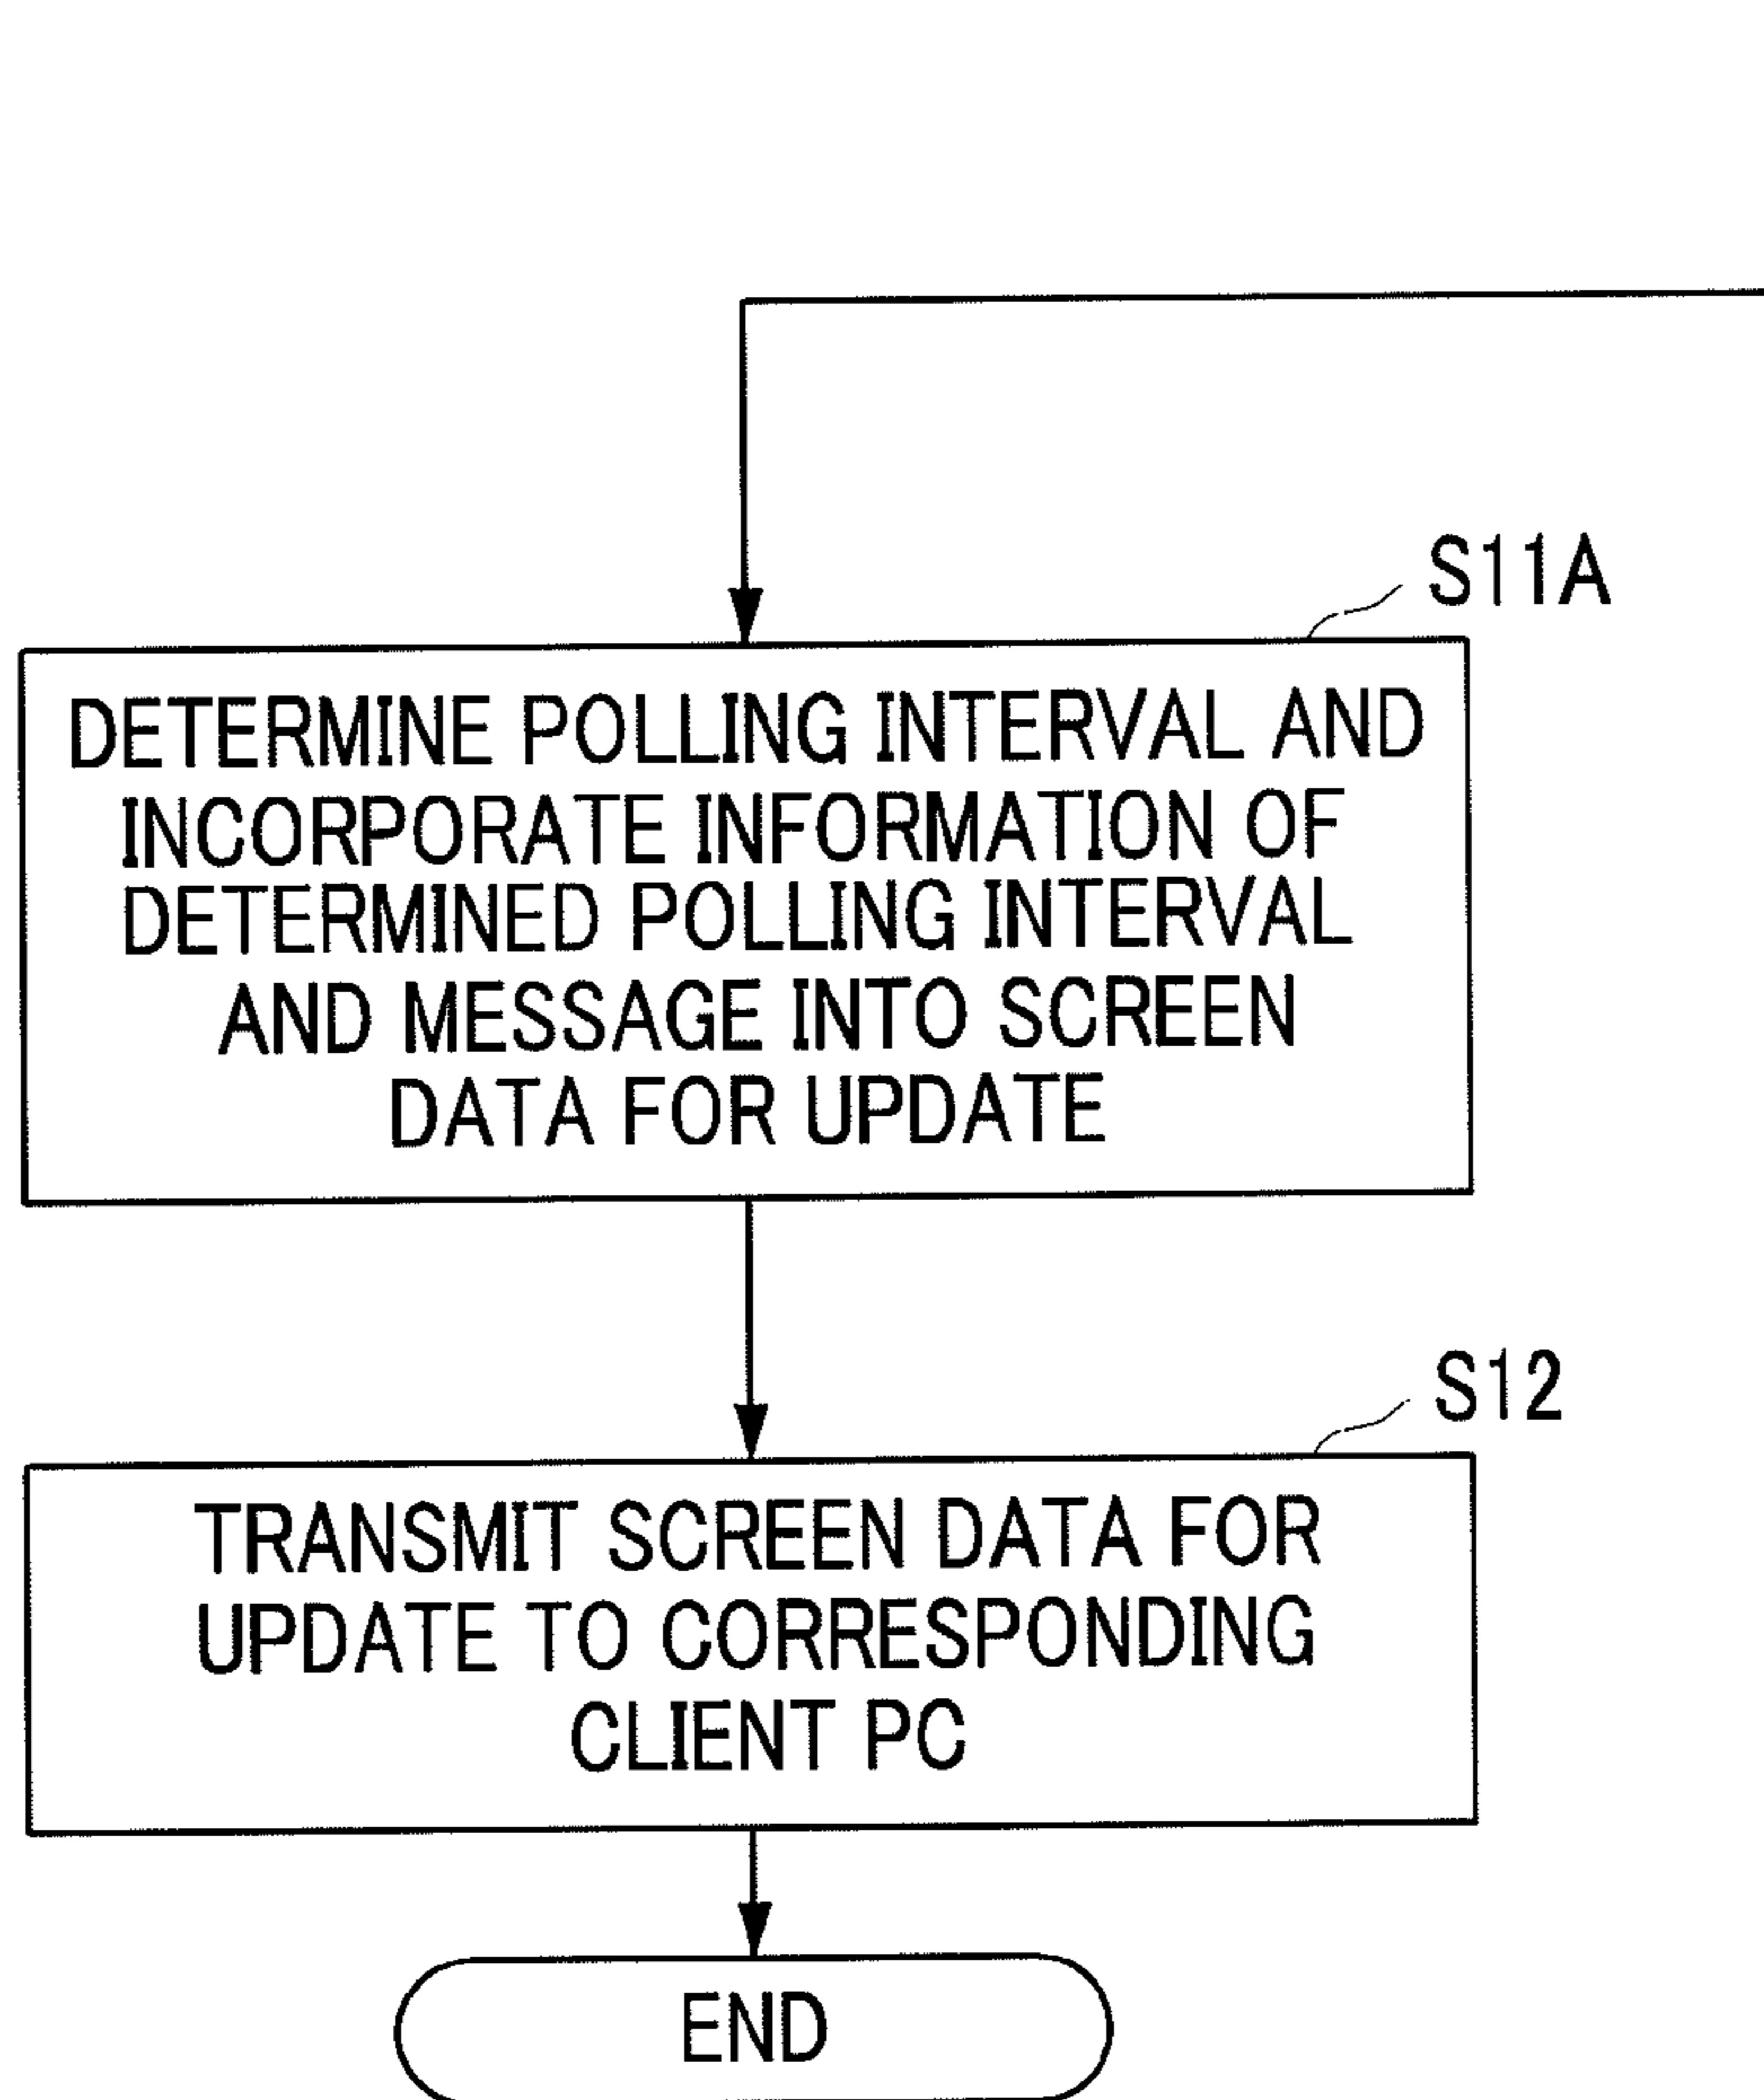 S11A
DETERMINE POLLING INTERVAL AND
INCORPORATE INFORMATION OF
DETERMINED POLLING INTERVAL
AND MESSAGE INTO SCREEN
DATA FOR UPDATE
S12
TRANSMIT SCREEN DATA FOR
UPDATE TO CORRESPONDING
CLIENT PC
END